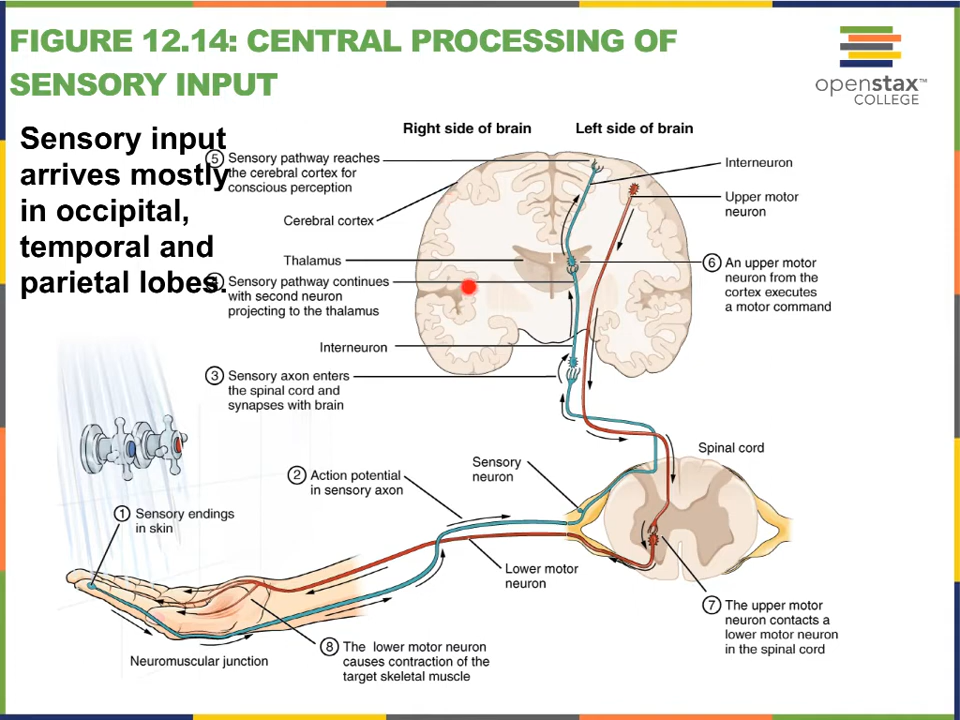 FIGURE 12.14: CENTRAL PROCESSING OF
SENSORY INPUT
openstax™
COLLEGE
Sensory input
arrives mostly
in occipital,
temporal and
parietal lobes.
Right side of brain
Left side of brain
5 Sensory pathway reaches
the cerebral cortex for
conscious perception
Cerebral cortex
Thalamus
Sensory pathway continues
with second neuron
projecting to the thalamus
Interneuron
3 Sensory axon enters
the spinal cord and
synapses with brain
Interneuron
Upper motor
neuron
6 An upper motor
neuron from the
cortex executes
a motor command
Spinal cord
Sensory
neuron
2 Action potential
in sensory axon
1 Sensory endings
in skin
Lower motor
neuron
7 The upper motor
neuron contacts a
lower motor neuron
in the spinal cord
Neuromuscular junction
8 The lower motor neuron
causes contraction of the
target skeletal muscle